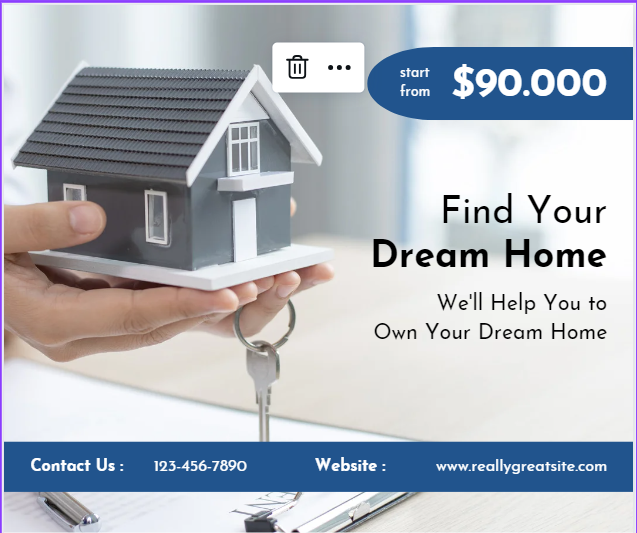 start
from
$90.000
Find Your
Dream Home
We'll Help You to
Own Your Dream Home
Contact Us : 123-456-7890 Website : www.reallygreatsite.com